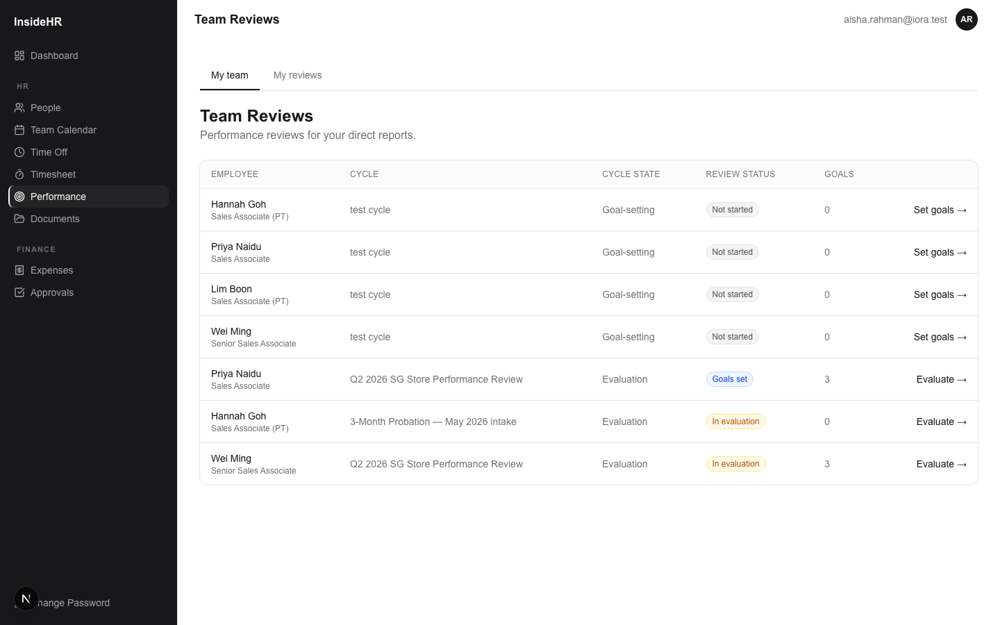 InsideHR
Dashboard
HR
People
Team Calendar
Time Off
Timesheet
Performance
Documents
FINANCE
Expenses
Approvals
N
hange Password
Team Reviews
aisha.rahman@iora.test
AR
My team
My reviews
Team Reviews
Performance reviews for your direct reports.
EMPLOYEE CYCLE CYCLE STATE REVIEW STATUS GOALS
Hannah Goh
Sales Associate (PT)
test cycle Goal-setting Not started 0 Set goals →
Priya Naidu
Sales Associate
test cycle Goal-setting Not started 0 Set goals →
Lim Boon
Sales Associate (PT)
test cycle Goal-setting Not started 0 Set goals →
Wei Ming
Senior Sales Associate
test cycle Goal-setting Not started 0 Set goals →
Priya Naidu
Sales Associate
Q2 2026 SG Store Performance Review Evaluation Goals set 3 Evaluate →
Hannah Goh
Sales Associate (PT)
3-Month Probation — May 2026 intake Evaluation In evaluation 0 Evaluate →
Wei Ming
Senior Sales Associate
Q2 2026 SG Store Performance Review Evaluation In evaluation 3 Evaluate →